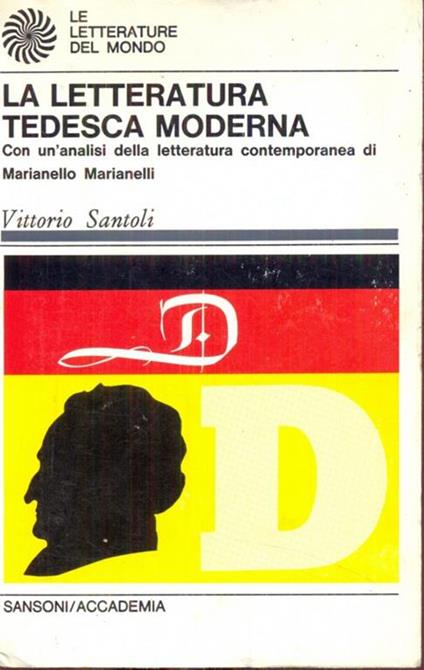 LE
LETTERATURE
DEL MONDO
LA LETTERATURA
TEDESCA MODERNA
Con un'analisi della letteratura contemporanea di
Marianello Marianelli
Vittorio Santoli
D
D
SANSONI/ACCADEMIA